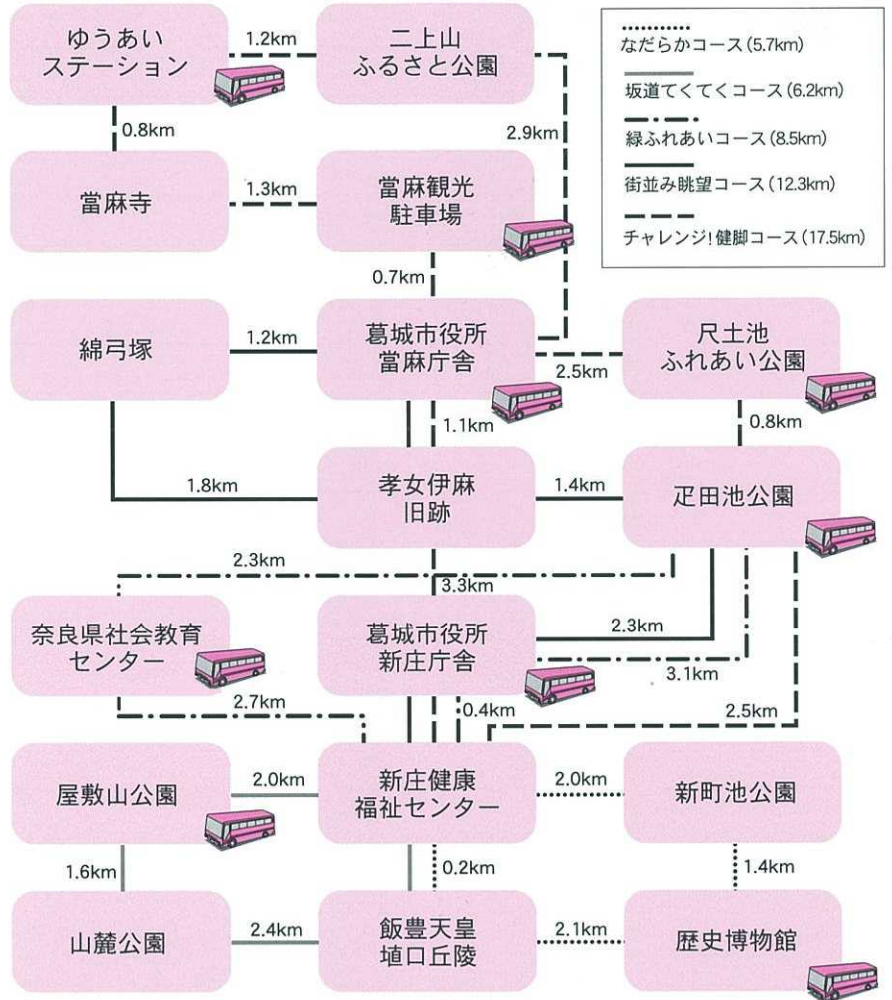 ゆうあい
ステーション
1.2km
二上山
ふるさと公園
なだらかコース(5.7km)
坂道てくてくコース(6.2km)
緑ふれあいコース(8.5km)
街並み眺望コース(12.3km)
チャレンジ!健脚コース(17.5km)
0.8km
2.9km
當麻寺
1.3km
當麻観光
駐車場
0.7km
綿弓塚
1.2km
葛城市役所
當麻庁舎
2.5km
尺土池
ふれあい公園
1.1km
0.8km
1.8km
孝女伊麻
旧跡
1.4km
疋田池公園
2.3km
3.3km
奈良県社会教育
センター
葛城市役所
新庄庁舎
2.3km
3.1km
2.7km
0.4km
2.5km
屋敷山公園
2.0km
新庄健康
福祉センター
2.0km
新町池公園
1.6km
0.2km
1.4km
山麓公園
2.4km
飯豊天皇
埴口丘陵
2.1km
歴史博物館